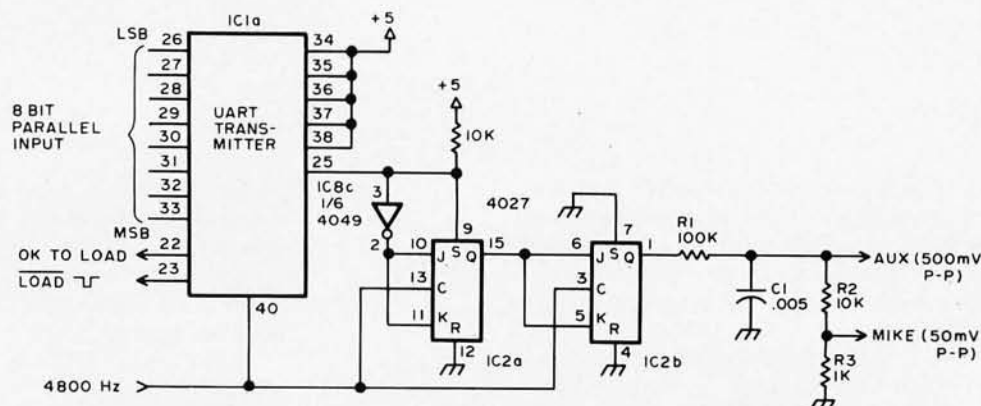 IC1a
LSB
26
27
28
29
30
31
32
33
MSB
8 BIT
PARALLEL
INPUT
UART
TRANS-
MITTER
34
35
36
37
38
25
+5
OK TO LOAD
22
LOAD
23
40
4800 Hz
+5
10K
3
IC8c
1/6
4049
2
4027
9
10 J S Q 15
13 C
11 K R
12
IC2a
7
6 J S Q 1
3 C
5 K R
4
IC2b
R1
100K
C1
.005
R2
10K
R3
1K
AUX (500mV
P-P)
MIKE (50mV
P-P)